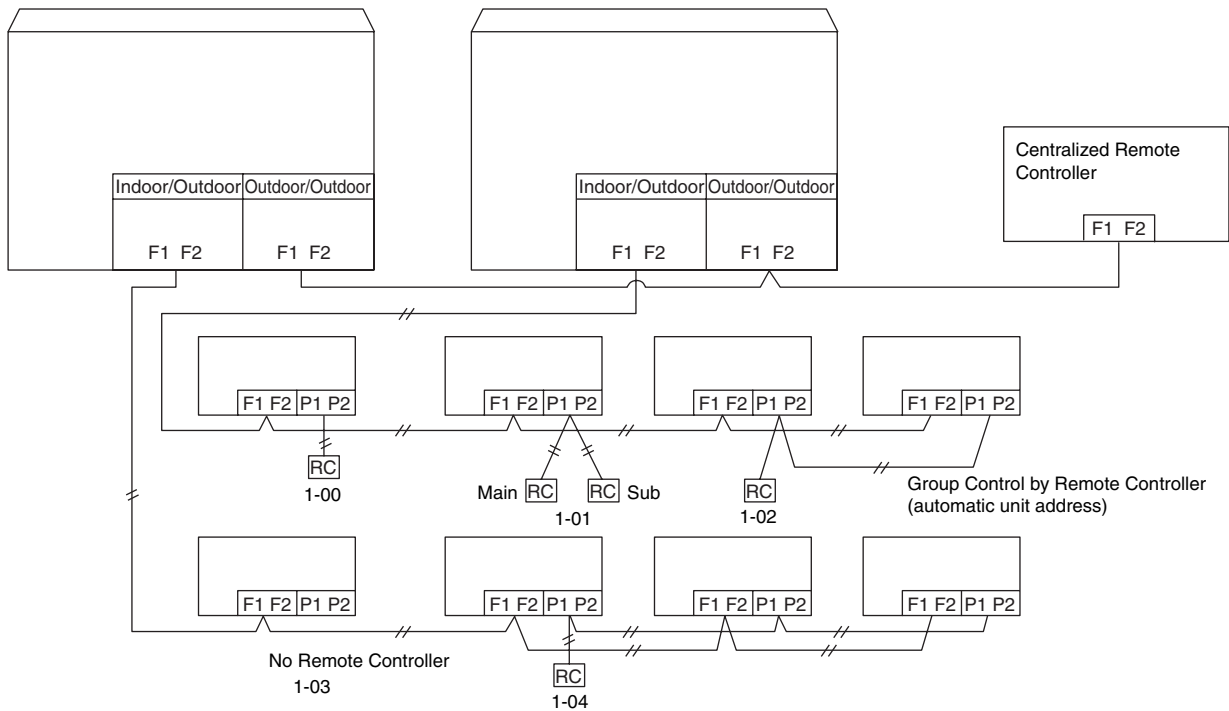 Indoor/Outdoor Outdoor/Outdoor
F1 F2 F1 F2
Indoor/Outdoor Outdoor/Outdoor
F1 F2 F1 F2
Centralized Remote
Controller
F1 F2
F1 F2 P1 P2
RC
1-00
F1 F2 P1 P2
Main RC RC Sub
1-01
F1 F2 P1 P2
RC
1-02
F1 F2 P1 P2
Group Control by Remote Controller
(automatic unit address)
F1 F2 P1 P2
No Remote Controller
1-03
F1 F2 P1 P2
RC
1-04
F1 F2 P1 P2
F1 F2 P1 P2